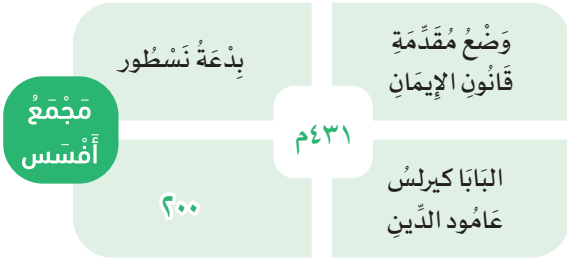 وَضْعُ مُقَدِّمَةِ
قَانُونِ الإِيمَانِ
بِدْعَةُ نَسْطُور
مَجْمَعُ
أَفْسَس
٤٣١م
البَابَا كيرلسُ
عَامُود الدِّينِ
٢٠٠